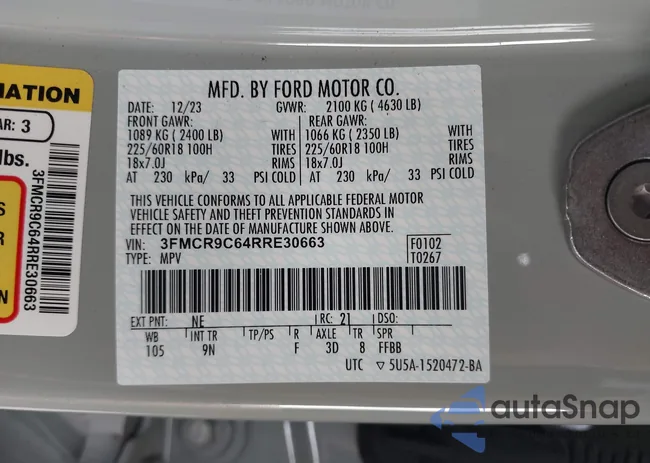 MATION
AR: 3
lbs.
S
S
N
3FMCR9C64RRE30663
MFD. BY FORD MOTOR CO.
DATE: 12/23 GVWR: 2100 KG ( 4630 LB)
FRONT GAWR: REAR GAWR:
1089 KG ( 2400 LB) WITH 1066 KG ( 2350 LB) WITH
225/60R18 100H TIRES 225/60R18 100H TIRES
18x7.0J RIMS 18x7.0J RIMS
AT 230 kPa/ 33 PSI COLD AT 230 kPa/ 33 PSI COLD
THIS VEHICLE CONFORMS TO ALL APPLICABLE FEDERAL MOTOR
VEHICLE SAFETY AND THEFT PREVENTION STANDARDS IN
EFFECT ON THE DATE OF MANUFACTURE SHOWN ABOVE.
VIN: 3FMCR9C64RRE30663 F0102
TYPE: MPV T0267
EXT PNT: NE RC: 21 DSO:
WB INT TR TP/PS R AXLE TR SPR
105 9N F 3D 8 FFBB
UTC ▽ 5U5A-1520472-BA
autaSnap